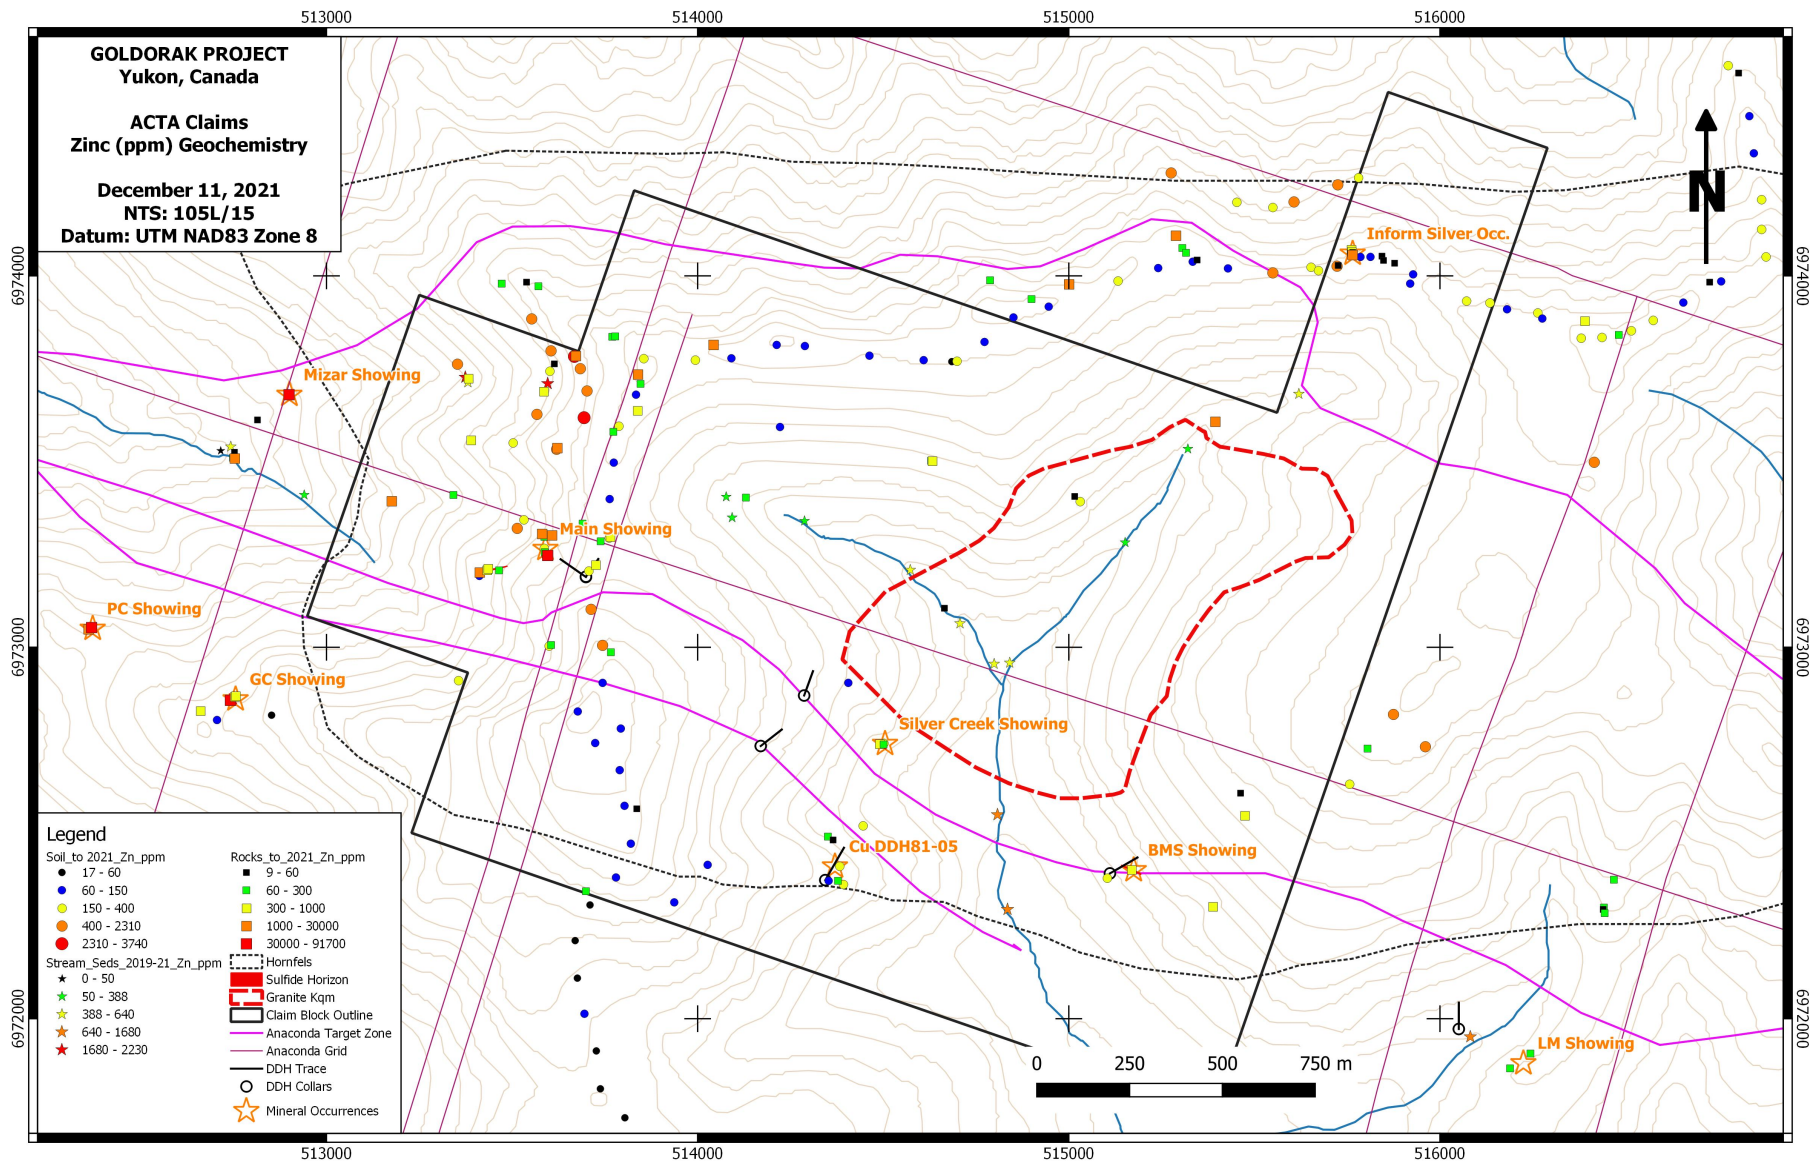 513000
514000
515000
516000
GOLDORAK PROJECT
Yukon, Canada
ACTA Claims
Zinc (ppm) Geochemistry
December 11, 2021
NTS: 105L/15
Datum: UTM NAD83 Zone 8
N
Inform Silver Occ.
6974000
6974000
Mizar Showing
Main Showing
PC Showing
6973000
6973000
GC Showing
Silver Creek Showing
Cu DDH81-05
BMS Showing
LM Showing
6972000
6972000
Legend
Soil_to 2021_Zn_ppm
17 - 60
60 - 150
150 - 400
400 - 2310
2310 - 3740
Stream_Seds_2019-21_Zn_ppm
0 - 50
50 - 388
388 - 640
640 - 1680
1680 - 2230
Rocks_to_2021_Zn_ppm
9 - 60
60 - 300
300 - 1000
1000 - 30000
30000 - 91700
Hornfels
Sulfide Horizon
Granite Kqm
Claim Block Outline
Anaconda Target Zone
Anaconda Grid
DDH Trace
DDH Collars
Mineral Occurrences
0 250 500 750 m
513000
514000
515000
516000